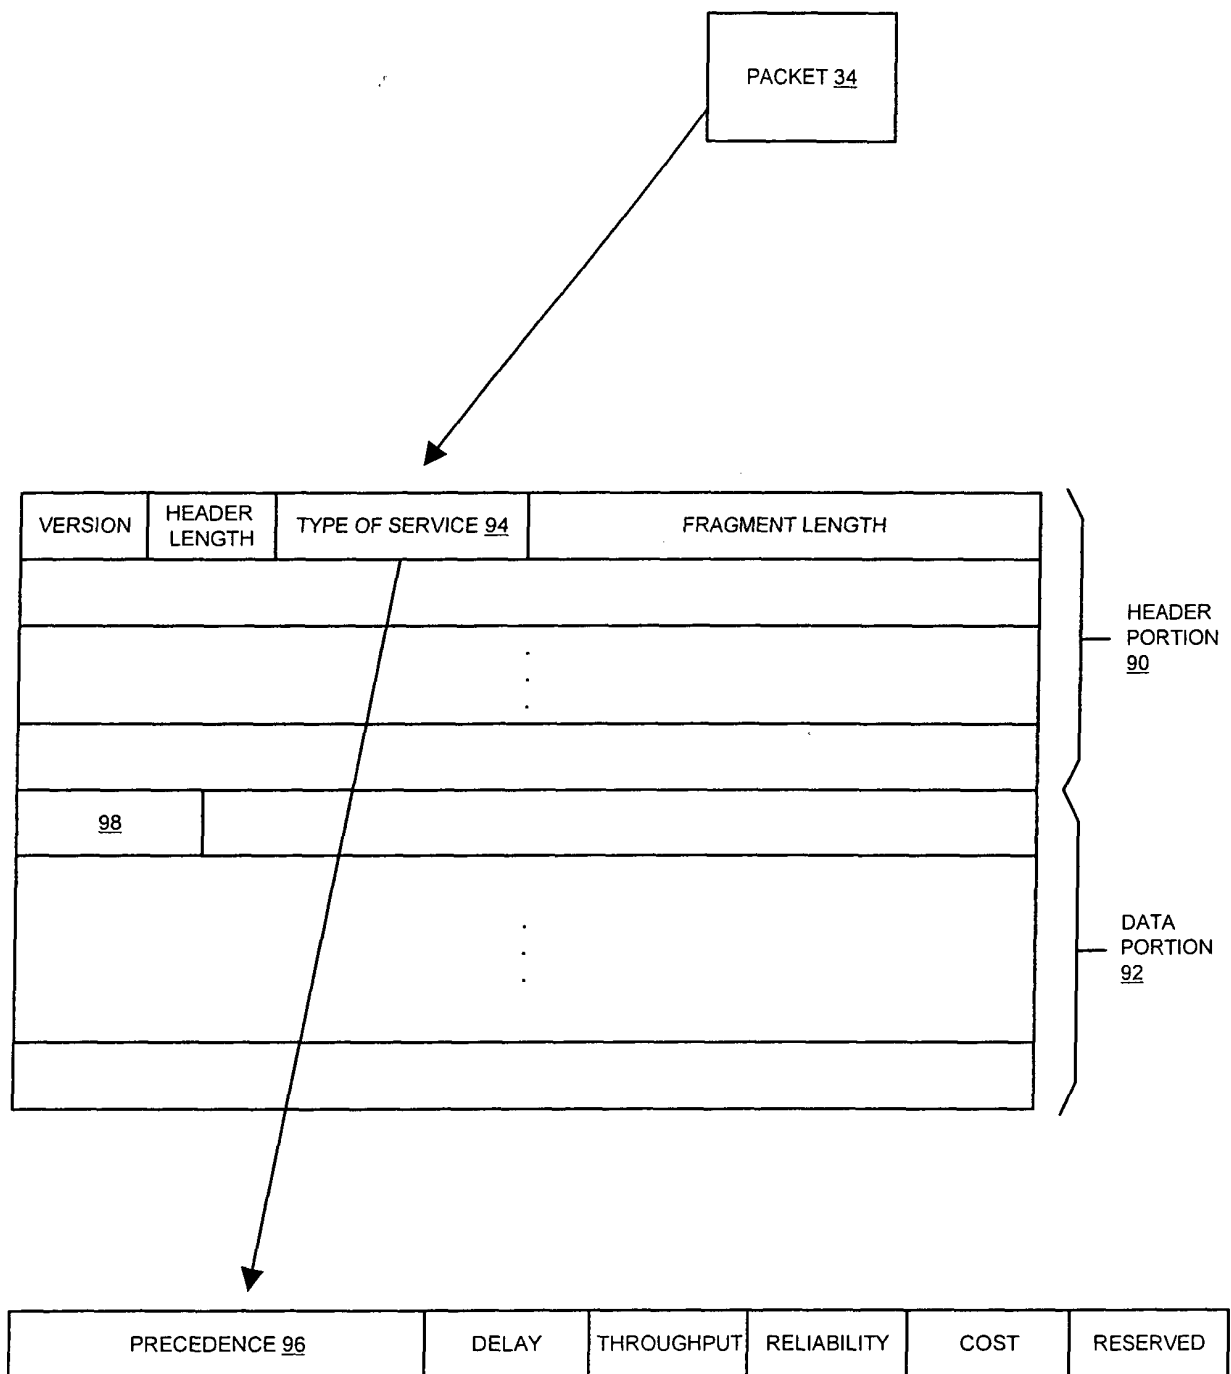 PACKET 34
VERSION
HEADER
LENGTH
TYPE OF SERVICE 94
FRAGMENT LENGTH
HEADER
PORTION
90
98
DATA
PORTION
92
PRECEDENCE 96
DELAY
THROUGHPUT
RELIABILITY
COST
RESERVED